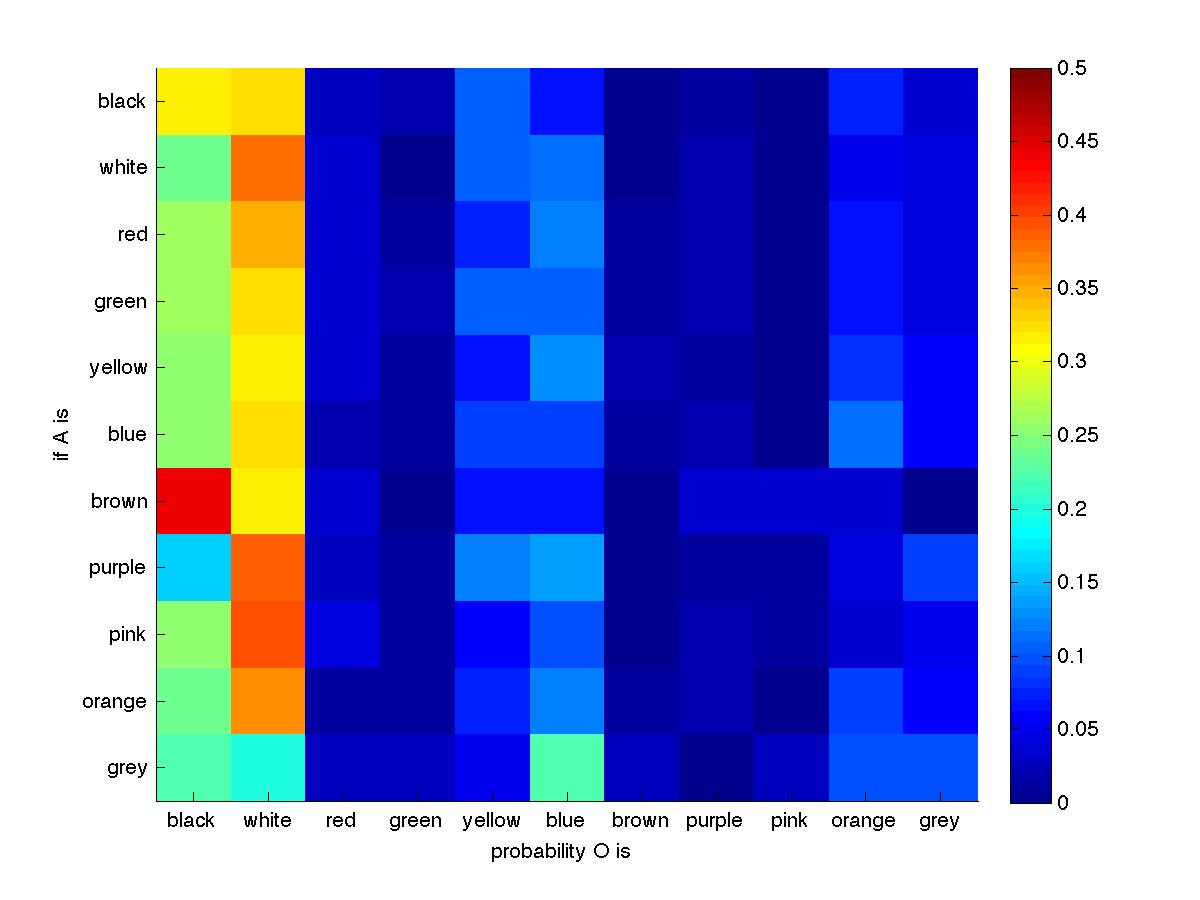 black
white
red
green
yellow
blue
brown
purple
pink
orange
grey
if A is
black white red green yellow blue brown purple pink orange grey
probability O is
0.5
0.45
0.4
0.35
0.3
0.25
0.2
0.15
0.1
0.05
0